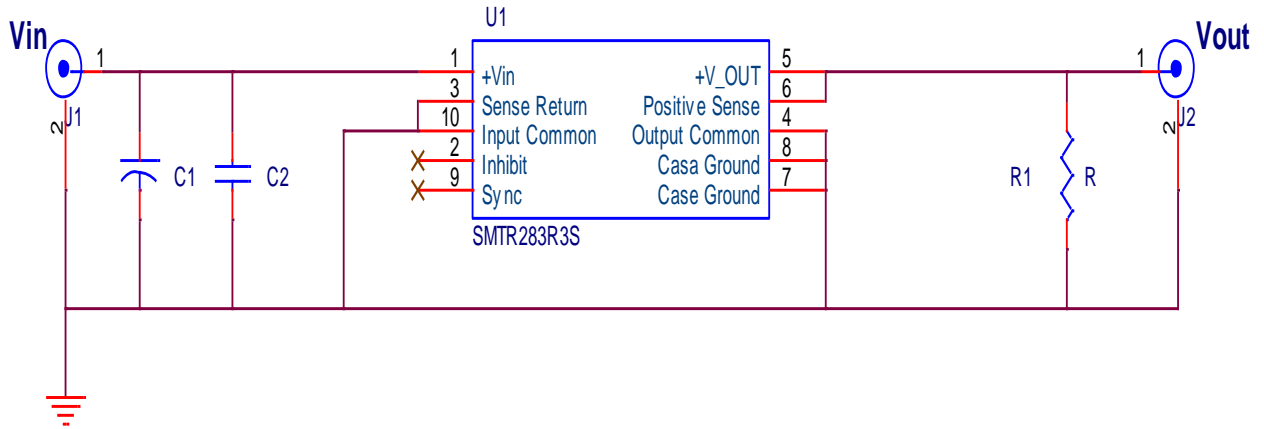 U1
Vin
Vout
1
1
+Vin
+V_OUT
5
1
3
Sense Return
Positive Sense
6
J1
10
Input Common
Output Common
4
J2
2
2
2
Inhibit
Casa Ground
8
C1
C2
9
Sync
Case Ground
7
R1
R
SMTR283R3S